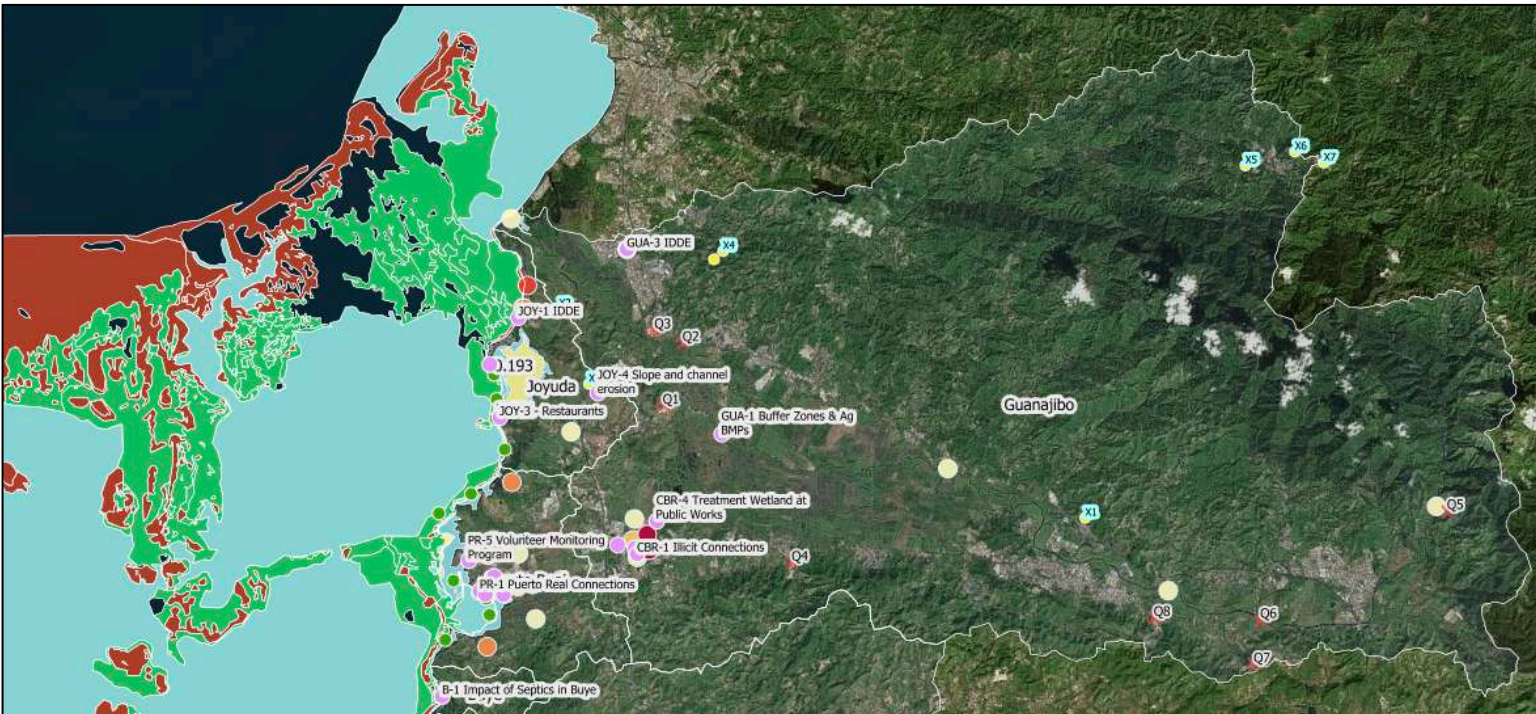 X6
X5
X7
GUA-3 IDDE
X4
JOY-1 IDDE
Q3
Q2
0.193
Joyuda
JOY-4 Slope and channel
erosion
Q1
JOY-3 - Restaurants
GUA-1 Buffer Zones & Ag
BMPs
Guanajibo
CBR-4 Treatment Wetland at
Public Works
X1
Q5
PR-5 Volunteer Monitoring
Program
CBR-1 Illicit Connections
Q4
PR-1 Puerto Real Connections
Q8
Q6
Q7
B-1 Impact of Septics in Buye